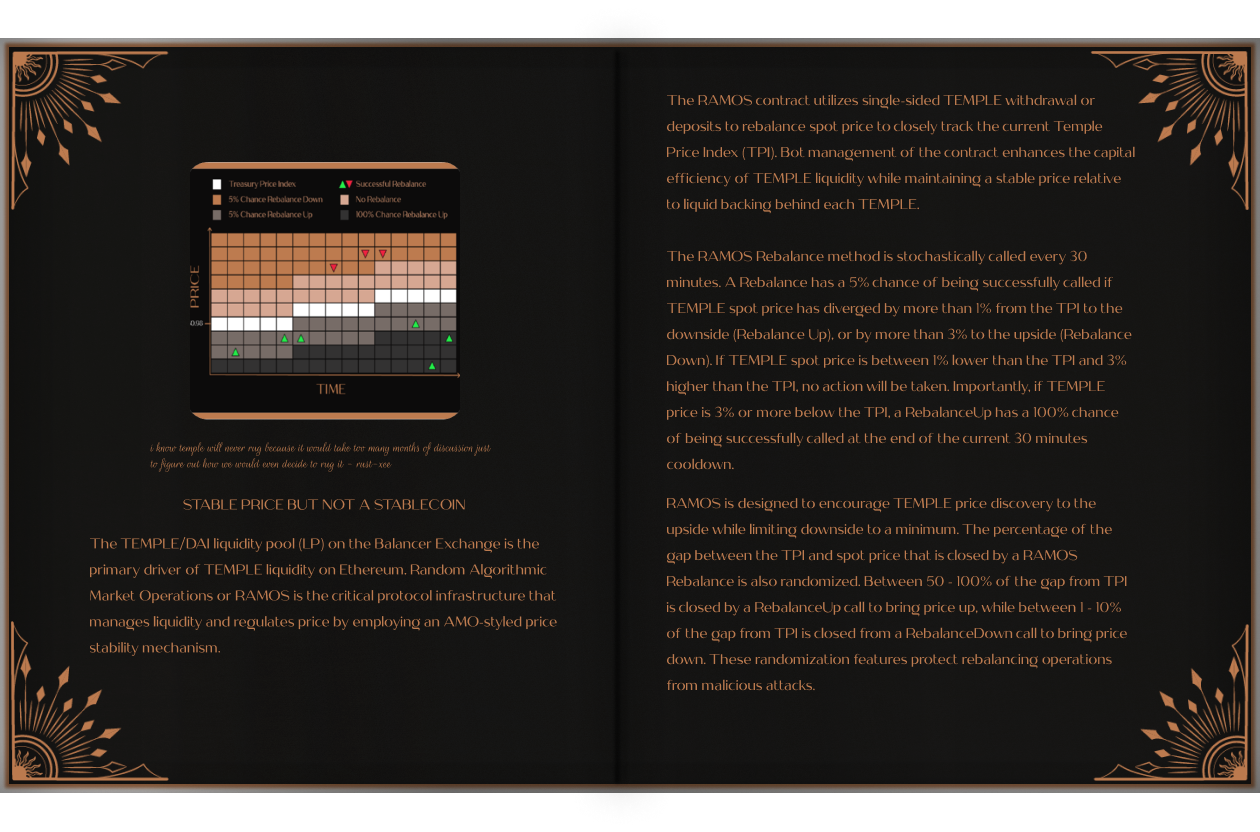 Treasury Price Index
Successful Rebalance
5% Chance Rebalance Down
No Rebalance
5% Chance Rebalance Up
100% Chance Rebalance Up
PRICE
0.98
TIME
i know temple will never rug because it would take too many months of discussion just
to figure out how we would even decide to rug it - rust-xee
STABLE PRICE BUT NOT A STABLECOIN
The TEMPLE/DAI liquidity pool (LP) on the Balancer Exchange is the
primary driver of TEMPLE liquidity on Ethereum. Random Algorithmic
Market Operations or RAMOS is the critical protocol infrastructure that
manages liquidity and regulates price by employing an AMO-styled price
stability mechanism.
The RAMOS contract utilizes single-sided TEMPLE withdrawal or
deposits to rebalance spot price to closely track the current Temple
Price Index (TPI). Bot management of the contract enhances the capital
efficiency of TEMPLE liquidity while maintaining a stable price relative
to liquid backing behind each TEMPLE.
The RAMOS Rebalance method is stochastically called every 30
minutes. A Rebalance has a 5% chance of being successfully called if
TEMPLE spot price has diverged by more than 1% from the TPI to the
downside (Rebalance Up), or by more than 3% to the upside (Rebalance
Down). If TEMPLE spot price is between 1% lower than the TPI and 3%
higher than the TPI, no action will be taken. Importantly, if TEMPLE
price is 3% or more below the TPI, a RebalanceUp has a 100% chance
of being successfully called at the end of the current 30 minutes
cooldown.
RAMOS is designed to encourage TEMPLE price discovery to the
upside while limiting downside to a minimum. The percentage of the
gap between the TPI and spot price that is closed by a RAMOS
Rebalance is also randomized. Between 50 - 100% of the gap from TPI
is closed by a RebalanceUp call to bring price up, while between 1 - 10%
of the gap from TPI is closed from a RebalanceDown call to bring price
down. These randomization features protect rebalancing operations
from malicious attacks.